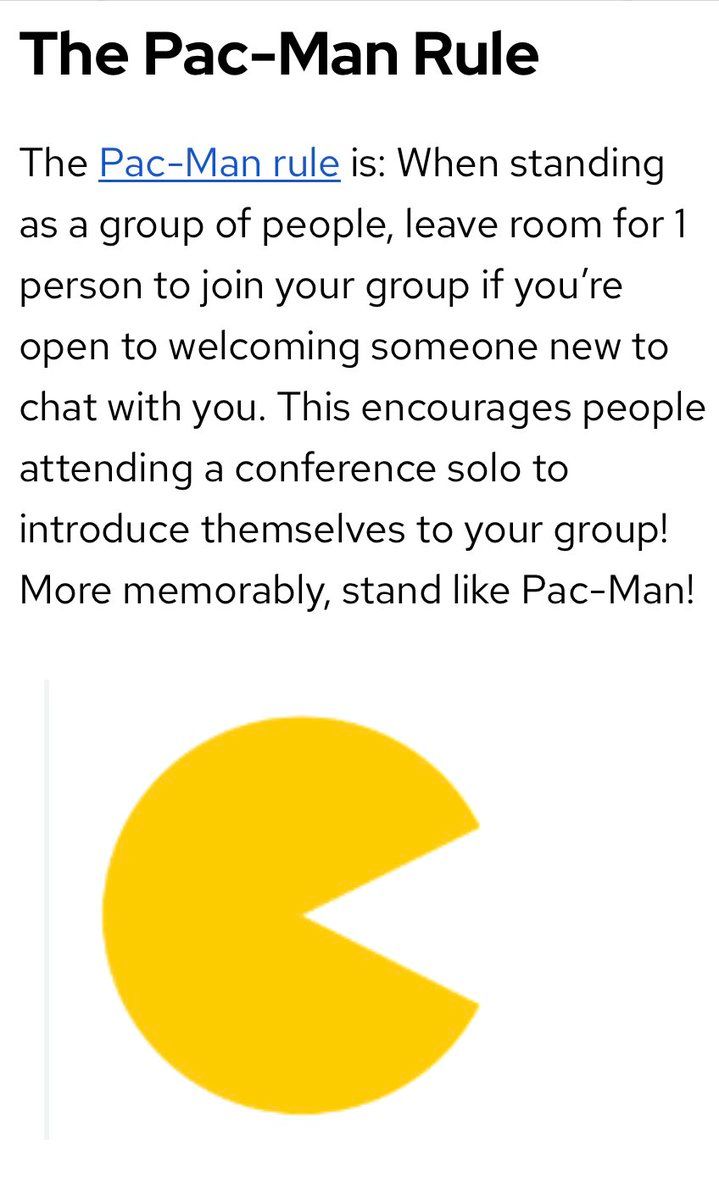 The Pac-Man Rule
The Pac-Man rule is: When standing
as a group of people, leave room for 1
person to join your group if you’re
open to welcoming someone new to
chat with you. This encourages people
attending a conference solo to
introduce themselves to your group!
More memorably, stand like Pac-Man!